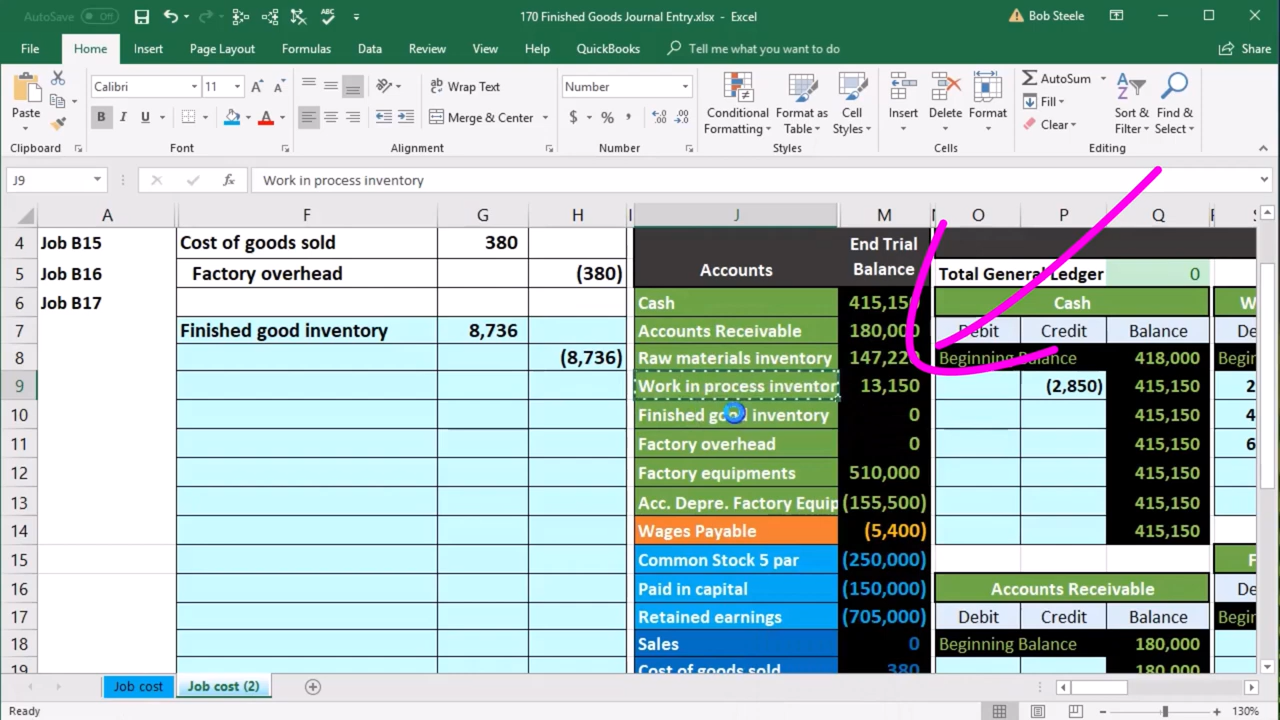 AutoSave Off 170 Finished Goods Journal Entry.xlsx - Excel Bob Steele
File Home Insert Page Layout Formulas Data Review View Help QuickBooks Tell me what you want to do Share
Paste Calibri 11 Wrap Text Number Conditional Formatting Format as Table Cell Styles Insert Delete Format AutoSum Sort & Filter Find & Select
B I U Merge & Center $ % Fill Clear
Clipboard Font Alignment Number Styles Cells Editing
J9 fx Work in process inventory
A F G H I J M O P Q
4 Job B15 Cost of goods sold 380 End Trial
5 Job B16 Factory overhead (380) Accounts Balance Total General Ledger 0
6 Job B17 Cash 415,150 Cash
7 Finished good inventory 8,736 Accounts Receivable 180,000 Debit Credit Balance
8 (8,736) Raw materials inventory 147,220 Beginning Balance 418,000
9 Work in process inventor 13,150 (2,850) 415,150 2
10 Finished good inventory 0 415,150 4
11 Factory overhead 0 415,150 6
12 Factory equipments 510,000 415,150
13 Acc. Depre. Factory Equip (155,500) 415,150
14 Wages Payable (5,400) 415,150
15 Common Stock 5 par (250,000)
16 Paid in capital (150,000) Accounts Receivable
17 Retained earnings (705,000) Debit Credit Balance
18 Sales 0 Beginning Balance 180,000
19 Cost of goods sold 380 180,000
Job cost Job cost (2)
Ready 130%